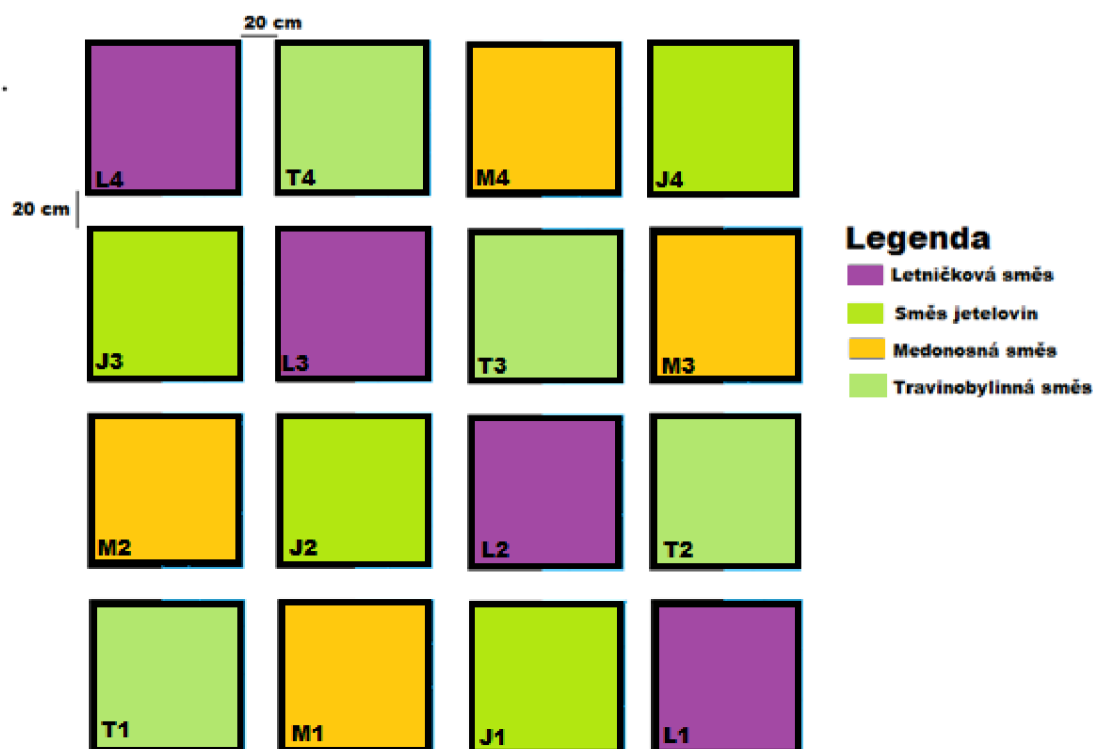 20 cm
L4 T4 M4 J4
20 cm
J3 L3 T3 M3
Legenda
Letničková směs
Směs jetelovin
Medonosná směs
Travinobylinná směs
M2 J2 L2 T2
T1 M1 J1 L1